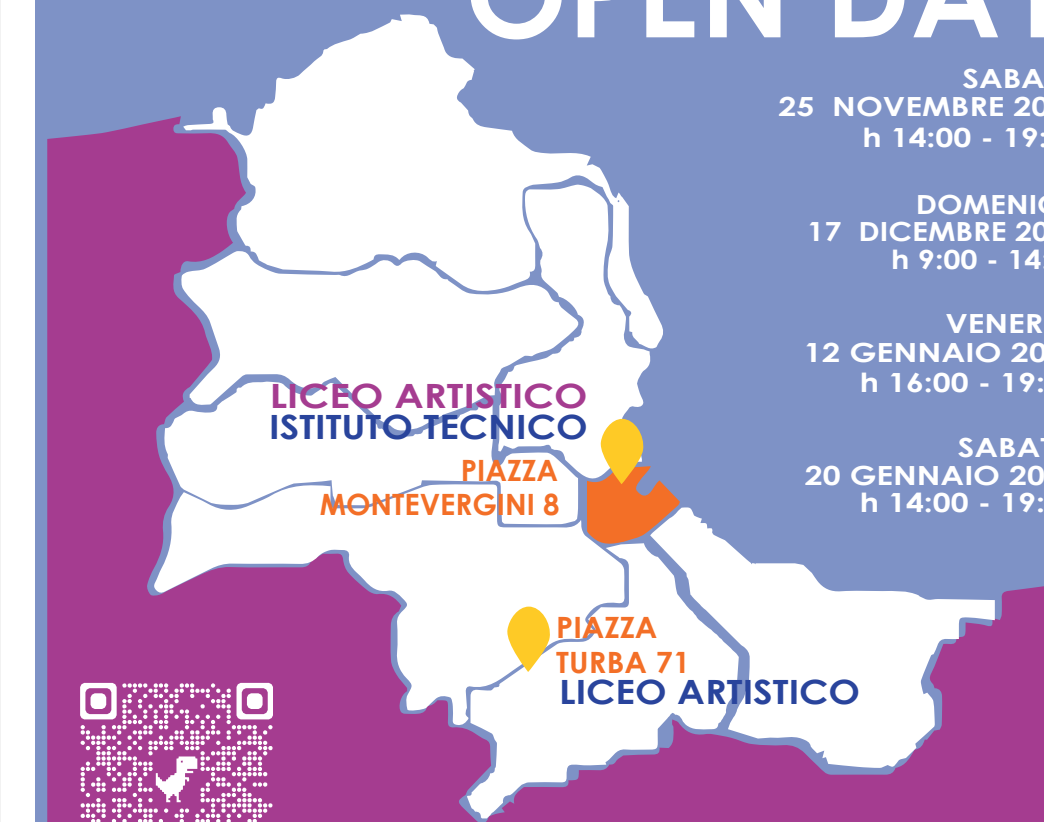 OPEN DAY
SABA
25 NOVEMBRE 20
h 14:00 - 19:
DOMENIC
17 DICEMBRE 20
h 9:00 - 14:
VENER
12 GENNAIO 20
h 16:00 - 19:
SABAT
20 GENNAIO 20
h 14:00 - 19:
LICEO ARTISTICO
ISTITUTO TECNICO
PIAZZA
MONTEVERGINI 8
PIAZZA
TURBA 71
LICEO ARTISTICO